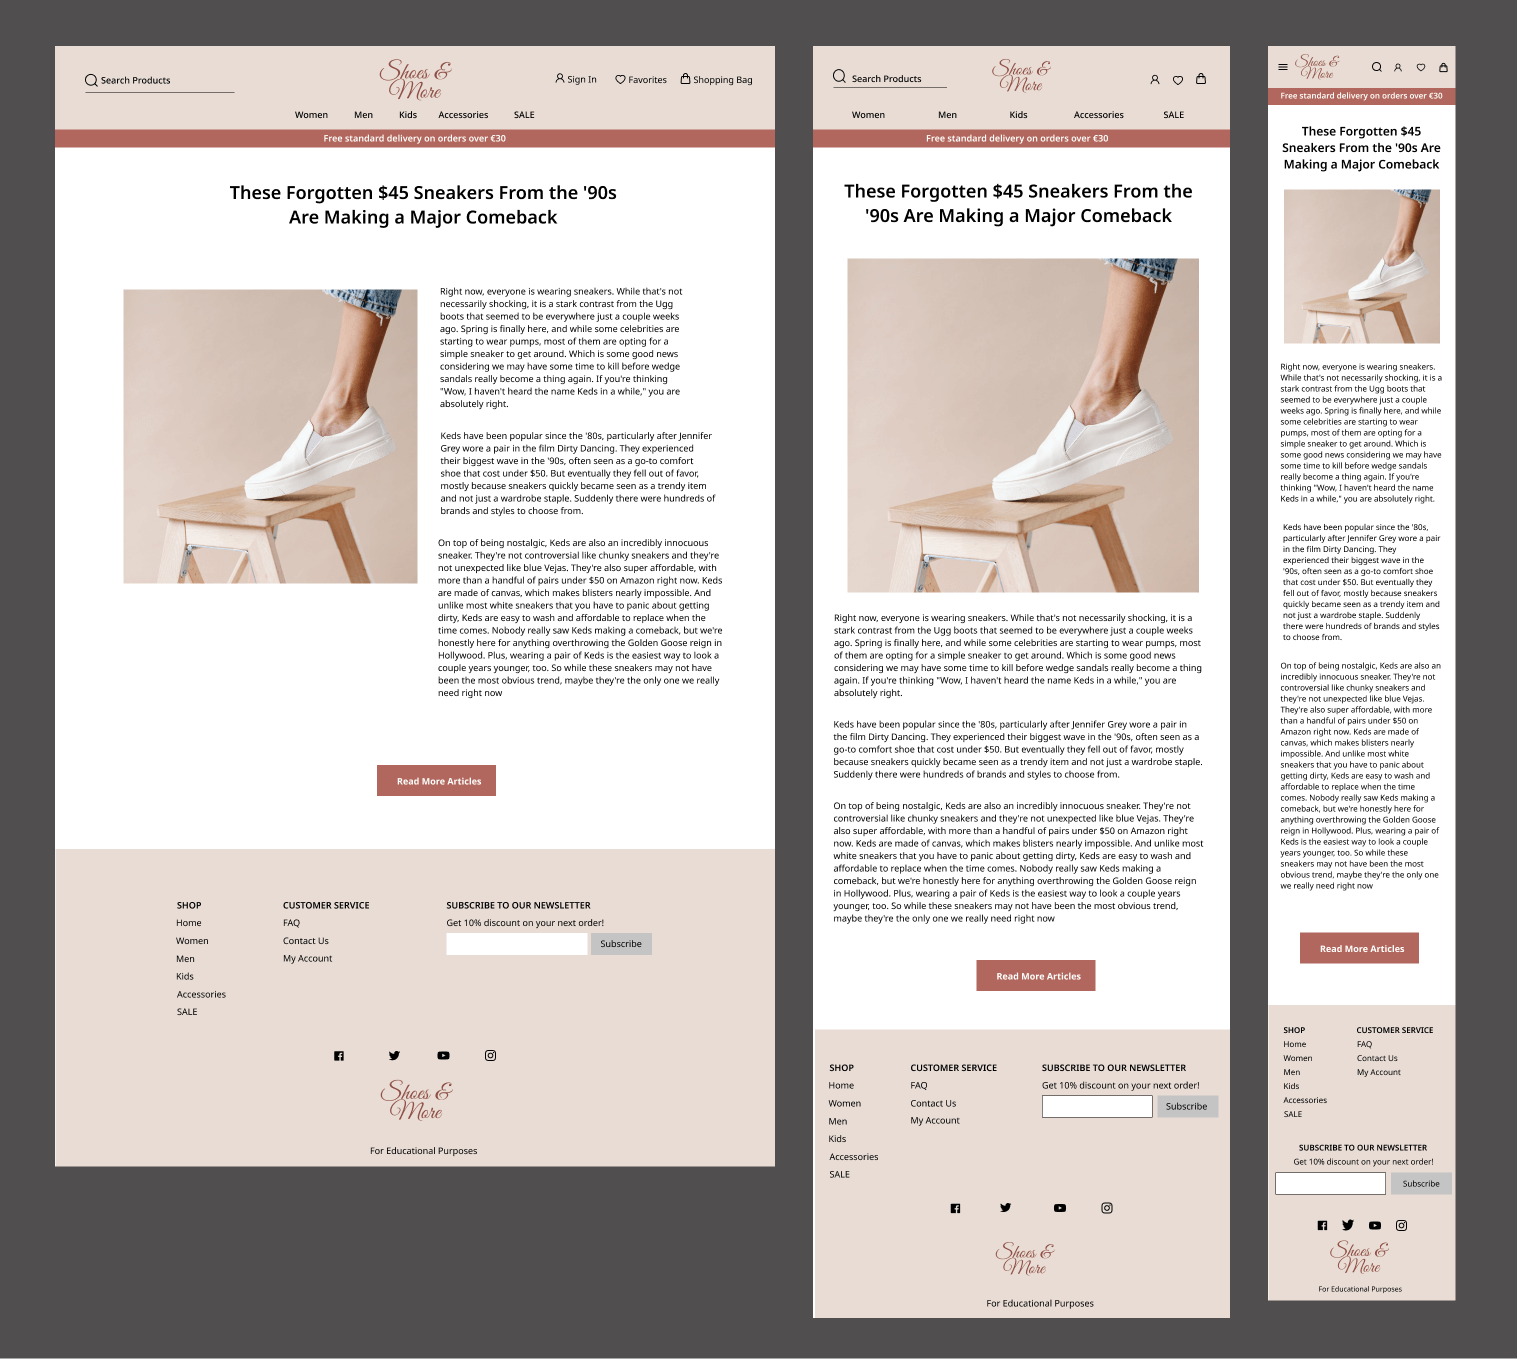 Search Products
Shoes &
More
Sign In
Favorites
Shopping Bag
Women Men Kids Accessories SALE
Free standard delivery on orders over €30
These Forgotten $45 Sneakers From the '90s
Are Making a Major Comeback
Right now, everyone is wearing sneakers. While that's not
necessarily shocking, it is a stark contrast from the Ugg
boots that seemed to be everywhere just a couple weeks
ago. Spring is finally here, and while some celebrities are
starting to wear pumps, most of them are opting for a
simple sneaker to get around. Which is some good news
considering we may have some time to kill before wedge
sandals really become a thing again. If you're thinking
"Wow, I haven't heard the name Keds in a while," you are
absolutely right.
Keds have been popular since the '80s, particularly after Jennifer
Grey wore a pair in the film Dirty Dancing. They experienced
their biggest wave in the '90s, often seen as a go-to comfort
shoe that cost under $50. But eventually they fell out of favor,
mostly because sneakers quickly became seen as a trendy item
and not just a wardrobe staple. Suddenly there were hundreds of
brands and styles to choose from.
On top of being nostalgic, Keds are also an incredibly innocuous
sneaker. They're not controversial like chunky sneakers and they're
not unexpected like blue Vejas. They're also super affordable, with
more than a handful of pairs under $50 on Amazon right now. Keds
are made of canvas, which makes blisters nearly impossible. And
unlike most white sneakers that you have to panic about getting
dirty, Keds are easy to wash and affordable to replace when the
time comes. Nobody really saw Keds making a comeback, but we're
honestly here for anything overthrowing the Golden Goose reign in
Hollywood. Plus, wearing a pair of Keds is the easiest way to look a
couple years younger, too. So while these sneakers may not have
been the most obvious trend, maybe they're the only one we really
need right now
Read More Articles
SHOP
Home
Women
Men
Kids
Accessories
SALE
CUSTOMER SERVICE
FAQ
Contact Us
My Account
SUBSCRIBE TO OUR NEWSLETTER
Get 10% discount on your next order!
Subscribe
Shoes &
More
For Educational Purposes
Search Products
Shoes &
More
Women Men Kids Accessories SALE
Free standard delivery on orders over €30
These Forgotten $45 Sneakers From the
'90s Are Making a Major Comeback
Right now, everyone is wearing sneakers. While that's not necessarily shocking, it is a
stark contrast from the Ugg boots that seemed to be everywhere just a couple weeks
ago. Spring is finally here, and while some celebrities are starting to wear pumps, most
of them are opting for a simple sneaker to get around. Which is some good news
considering we may have some time to kill before wedge sandals really become a thing
again. If you're thinking "Wow, I haven't heard the name Keds in a while," you are
absolutely right.
Keds have been popular since the '80s, particularly after Jennifer Grey wore a pair in
the film Dirty Dancing. They experienced their biggest wave in the '90s, often seen as a
go-to comfort shoe that cost under $50. But eventually they fell out of favor, mostly
because sneakers quickly became seen as a trendy item and not just a wardrobe staple.
Suddenly there were hundreds of brands and styles to choose from.
On top of being nostalgic, Keds are also an incredibly innocuous sneaker. They're not
controversial like chunky sneakers and they're not unexpected like blue Vejas. They're
also super affordable, with more than a handful of pairs under $50 on Amazon right
now. Keds are made of canvas, which makes blisters nearly impossible. And unlike most
white sneakers that you have to panic about getting dirty, Keds are easy to wash and
affordable to replace when the time comes. Nobody really saw Keds making a
comeback, but we're honestly here for anything overthrowing the Golden Goose reign
in Hollywood. Plus, wearing a pair of Keds is the easiest way to look a couple years
younger, too. So while these sneakers may not have been the most obvious trend,
maybe they're the only one we really need right now
Read More Articles
SHOP
Home
Women
Men
Kids
Accessories
SALE
CUSTOMER SERVICE
FAQ
Contact Us
My Account
SUBSCRIBE TO OUR NEWSLETTER
Get 10% discount on your next order!
Subscribe
Shoes &
More
For Educational Purposes
Shoes &
More
Free standard delivery on orders over €30
These Forgotten $45
Sneakers From the '90s Are
Making a Major Comeback
Right now, everyone is wearing sneakers.
While that's not necessarily shocking, it is a
stark contrast from the Ugg boots that
seemed to be everywhere just a couple
weeks ago. Spring is finally here, and while
some celebrities are starting to wear
pumps, most of them are opting for a
simple sneaker to get around. Which is
some good news considering we may have
some time to kill before wedge sandals
really become a thing again. If you're
thinking "Wow, I haven't heard the name
Keds in a while," you are absolutely right.
Keds have been popular since the '80s,
particularly after Jennifer Grey wore a pair
in the film Dirty Dancing. They
experienced their biggest wave in the
'90s, often seen as a go-to comfort shoe
that cost under $50. But eventually they
fell out of favor, mostly because sneakers
quickly became seen as a trendy item and
not just a wardrobe staple. Suddenly
there were hundreds of brands and styles
to choose from.
On top of being nostalgic, Keds are also an
incredibly innocuous sneaker. They're not
controversial like chunky sneakers and
they're not unexpected like blue Vejas.
They're also super affordable, with more
than a handful of pairs under $50 on
Amazon right now. Keds are made of
canvas, which makes blisters nearly
impossible. And unlike most white
sneakers that you have to panic about
getting dirty, Keds are easy to wash and
affordable to replace when the time
comes. Nobody really saw Keds making a
comeback, but we're honestly here for
anything overthrowing the Golden Goose
reign in Hollywood. Plus, wearing a pair of
Keds is the easiest way to look a couple
years younger, too. So while these
sneakers may not have been the most
obvious trend, maybe they're the only one
we really need right now
Read More Articles
SHOP
Home
Women
Men
Kids
Accessories
SALE
CUSTOMER SERVICE
FAQ
Contact Us
My Account
SUBSCRIBE TO OUR NEWSLETTER
Get 10% discount on your next order!
Subscribe
Shoes &
More
For Educational Purposes